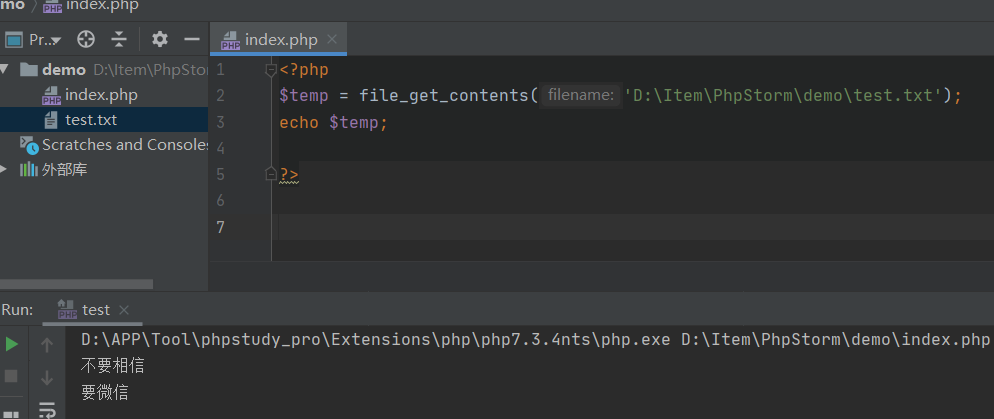 mo
index.php
Pr...
index.php
demo D:\Item\PhpStor
index.php
test.txt
Scratches and Consoles
外部库
1 <?php
2 $temp = file_get_contents( filename: 'D:\Item\PhpStorm\demo\test.txt');
3 echo $temp;
4
5 ?>
6
7
Run: test
D:\APP\Tool\phpstudy_pro\Extensions\php\php7.3.4nts\php.exe D:\Item\PhpStorm\demo\index.php
不要相信
要微信